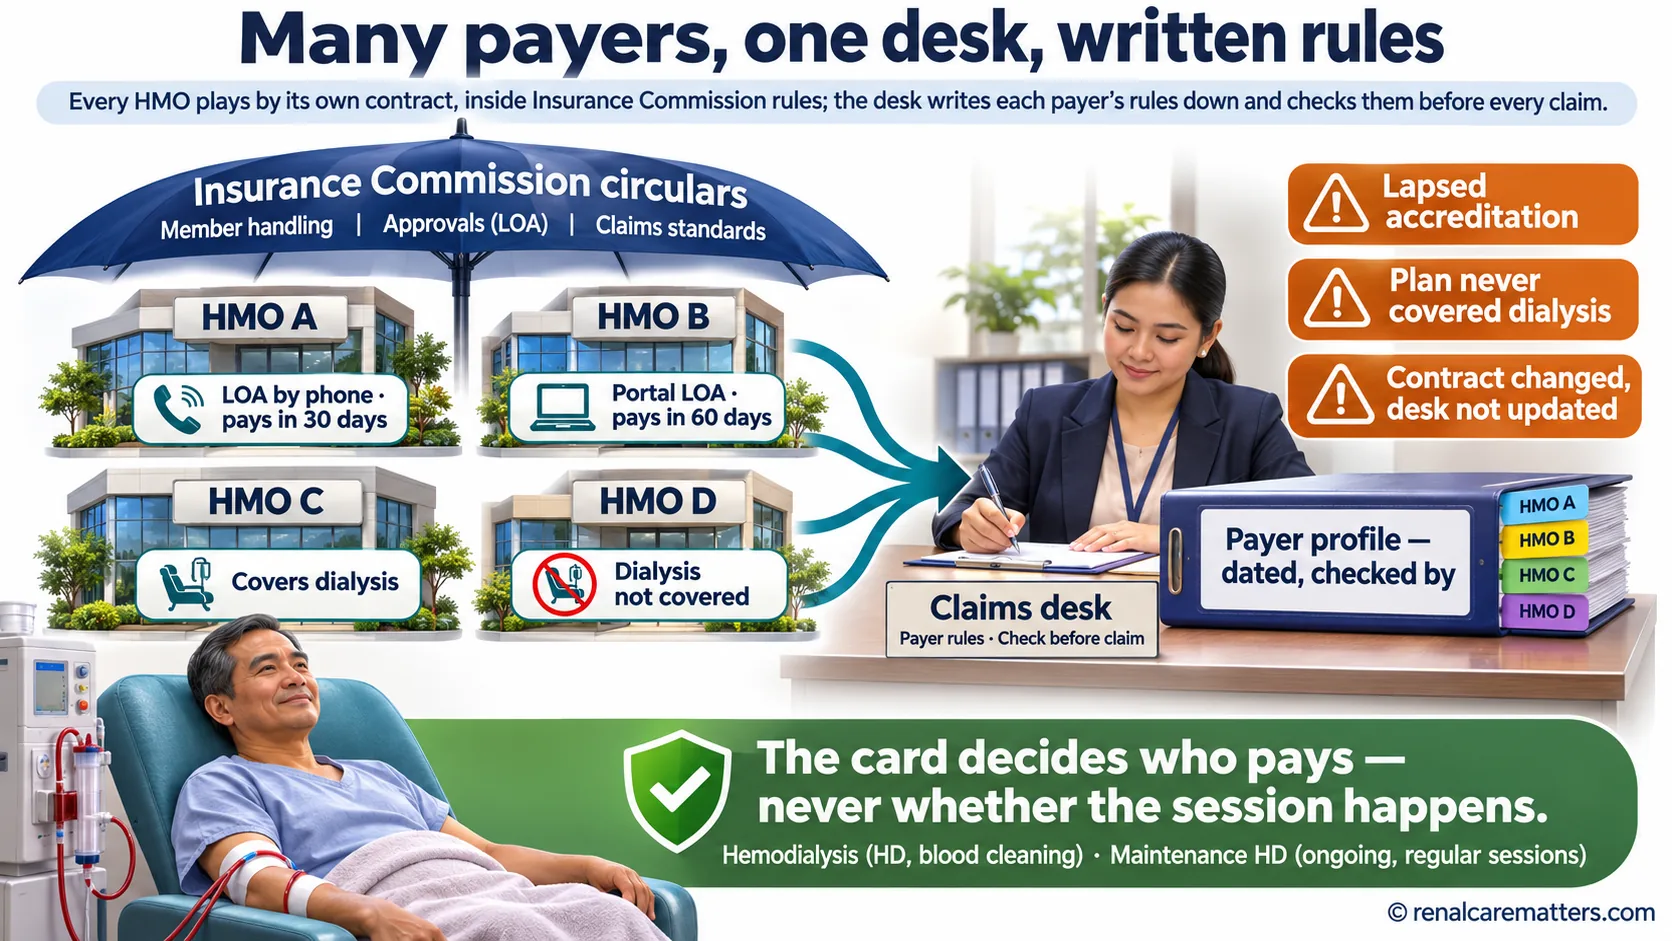 Many payers, one desk, written rules
Every HMO plays by its own contract, inside Insurance Commission rules; the desk writes each payer's rules down and checks them before every claim.
Insurance Commission circulars
Member handling | Approvals (LOA) | Claims standards
HMO A
LOA by phone ·
pays in 30 days
HMO B
Portal LOA ·
pays in 60 days
HMO C
Covers dialysis
HMO D
Dialysis
not covered
Lapsed
accreditation
Plan never
covered dialysis
Contract changed,
desk not updated
Payer profile —
dated, checked by
HMO A
HMO B
HMO C
HMO D
Claims desk
Payer rules · Check before claim
The card decides who pays —
never whether the session happens.
Hemodialysis (HD, blood cleaning) · Maintenance HD (ongoing, regular sessions)
© renalcarematters.com